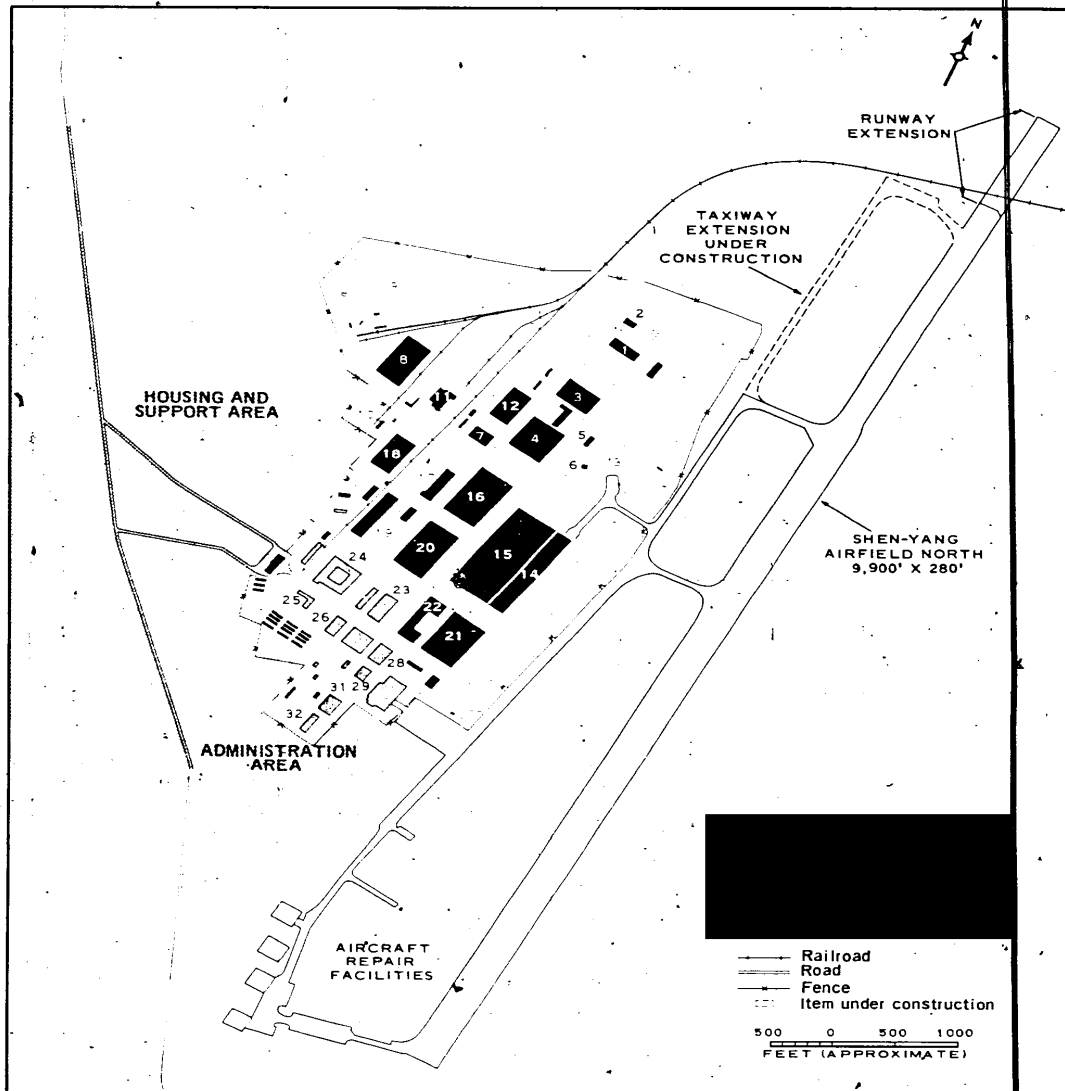 N
RUNWAY
EXTENSION
TAXIWAY
EXTENSION
UNDER
CONSTRUCTION
2
1
8
3
HOUSING AND
SUPPORT AREA
11
12
7
4
5
18
6
16
SHEN-YANG
AIRFIELD NORTH
9,900' X 280'
15
20
24
14
23
25
22
26
21
28
29
31
32
ADMINISTRATION
AREA
AIRCRAFT
REPAIR
FACILITIES
Railroad
Road
Fence
Item under construction
500 0 500 1000
FEET (APPROXIMATE)